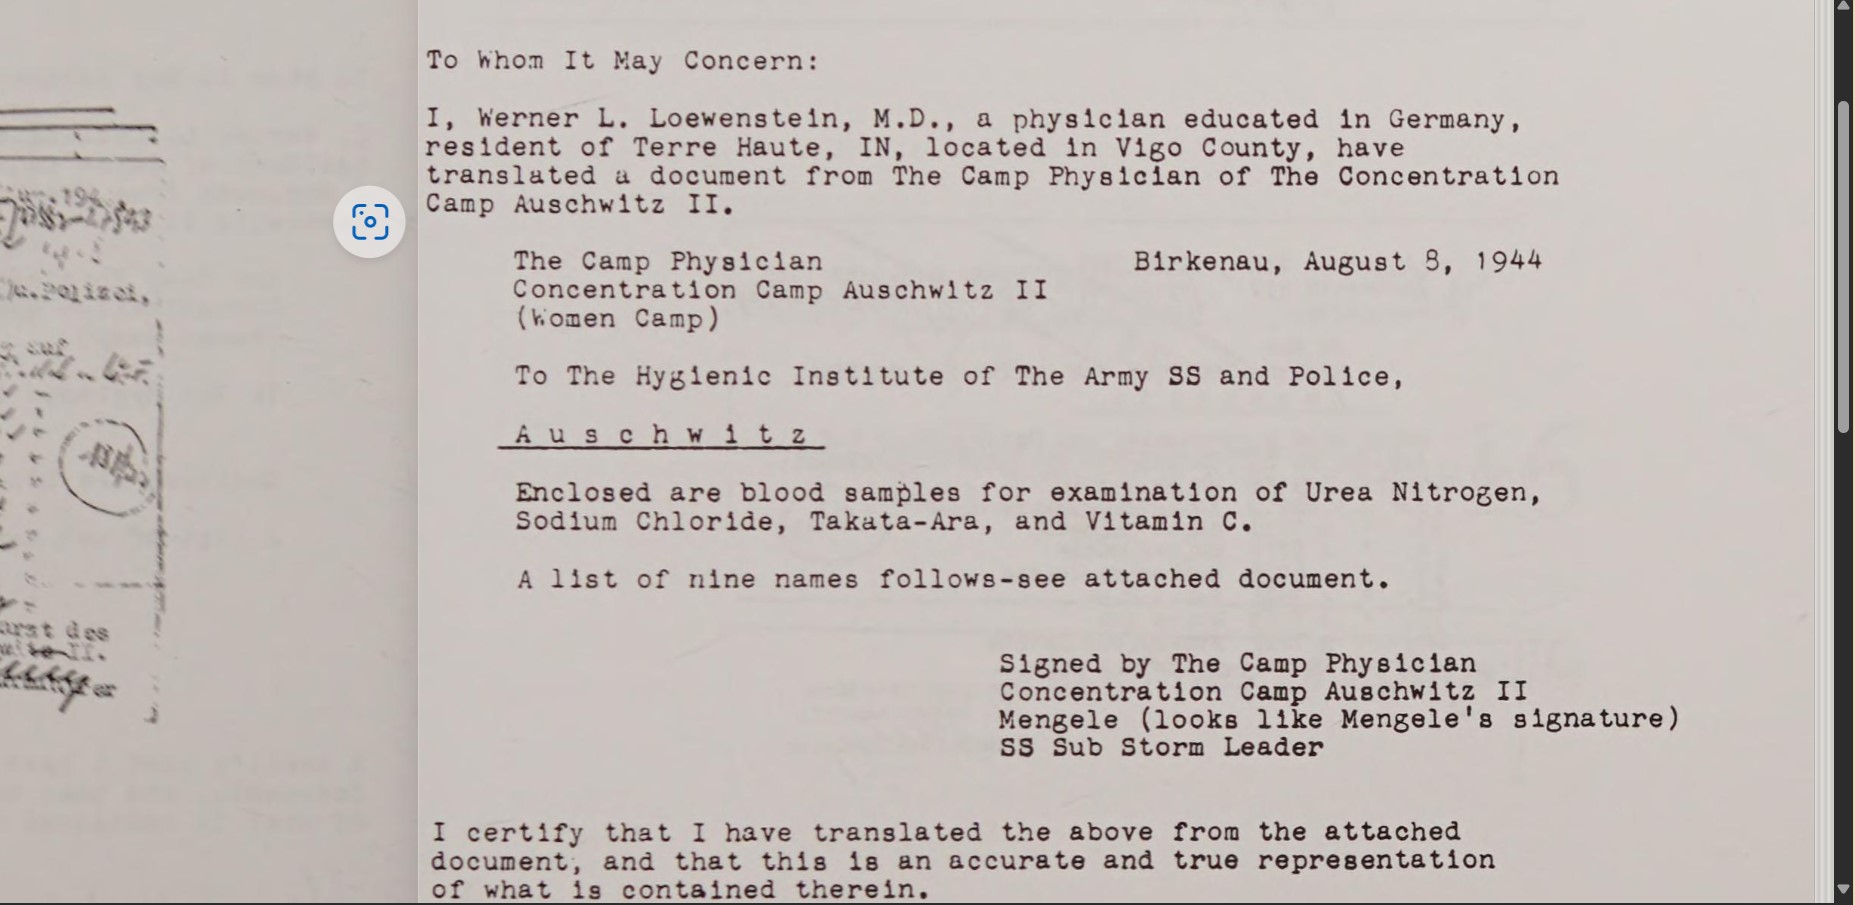 u.Polizei,
auf
arzt des
II.
To Whom It May Concern:
I, Werner L. Loewenstein, M.D., a physician educated in Germany,
resident of Terre Haute, IN, located in Vigo County, have
translated a document from The Camp Physician of The Concentration
Camp Auschwitz II.
The Camp Physician Birkenau, August 8, 1944
Concentration Camp Auschwitz II
(Women Camp)
To The Hygienic Institute of The Army SS and Police,
A u s c h w i t z
Enclosed are blood samples for examination of Urea Nitrogen,
Sodium Chloride, Takata-Ara, and Vitamin C.
A list of nine names follows-see attached document.
Signed by The Camp Physician
Concentration Camp Auschwitz II
Mengele (looks like Mengele's signature)
SS Sub Storm Leader
I certify that I have translated the above from the attached
document, and that this is an accurate and true representation
of what is contained therein.